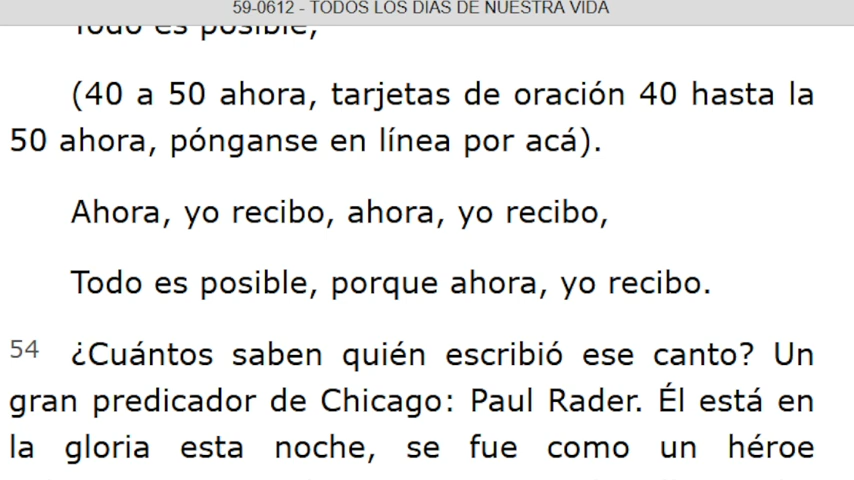 59-0612 - TODOS LOS DIAS DE NUESTRA VIDA
Todo es posible,
(40 a 50 ahora, tarjetas de oración 40 hasta la
50 ahora, pónganse en línea por acá).
Ahora, yo recibo, ahora, yo recibo,
Todo es posible, porque ahora, yo recibo.
54 ¿Cuántos saben quién escribió ese canto? Un
gran predicador de Chicago: Paul Rader. Él está en
la gloria esta noche, se fue como un héroe